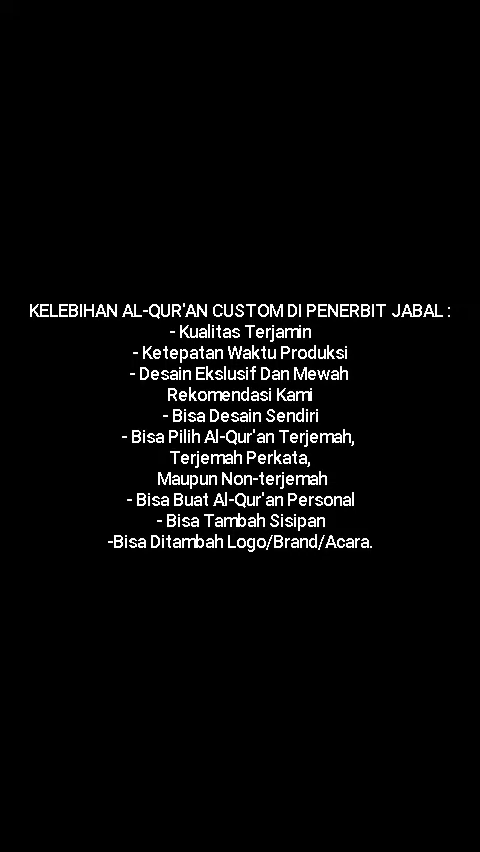 KELEBIHAN AL-QUR'AN CUSTOM DI PENERBIT JABAL :
- Kualitas Terjamin
- Ketepatan Waktu Produksi
- Desain Ekslusif Dan Mewah
Rekomendasi Kami
- Bisa Desain Sendiri
- Bisa Pilih Al-Qur'an Terjemah,
Terjemah Perkata,
Maupun Non-terjemah
- Bisa Buat Al-Qur'an Personal
- Bisa Tambah Sisipan
-Bisa Ditambah Logo/Brand/Acara.